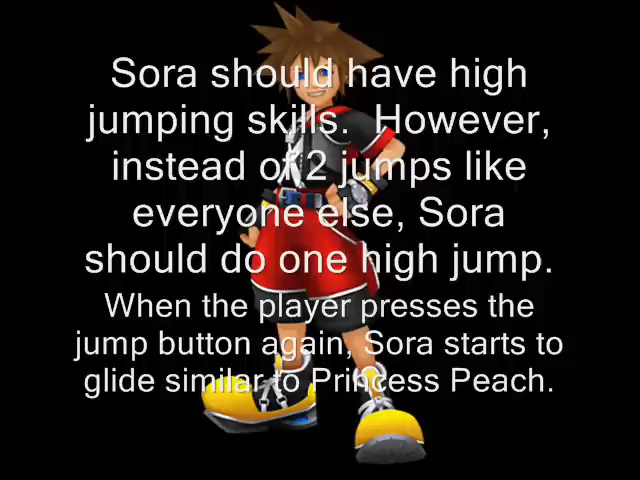 Sora should have high
jumping skills.  However,
instead of 2 jumps like
everyone else, Sora
should do one high jump.
When the player presses the
jump button again, Sora starts to
glide similar to Princess Peach.